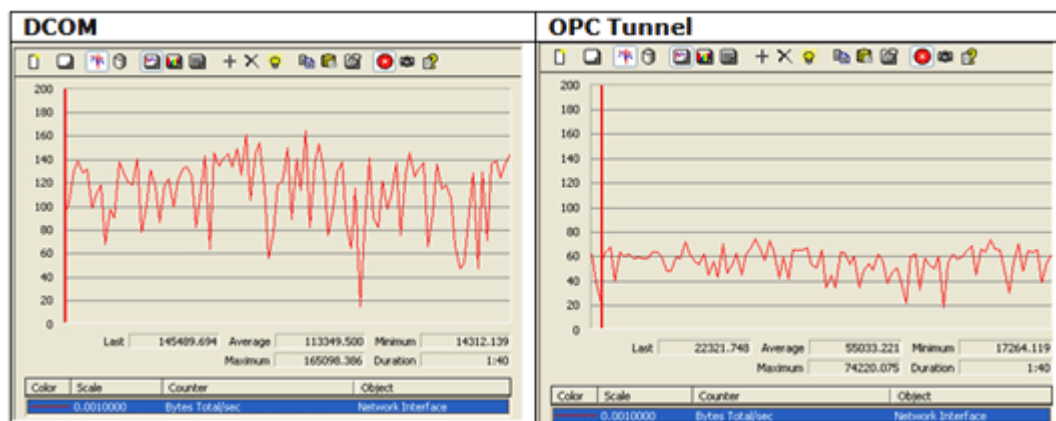 DCOM
OPC Tunnel
200
180
160
140
120
100
80
60
40
20
0
Last 145489.694 Average 113349.500 Minimum 14312.139
Maximum 165098.386 Duration 1:40
Color Scale Counter Object
0.0010000 Bytes Total/sec Network Interface
200
180
160
140
120
100
80
60
40
20
0
Last 22321.748 Average 55033.221 Minimum 17264.119
Maximum 74220.075 Duration 1:40
Color Scale Counter Object
0.0010000 Bytes Total/sec Network Interface